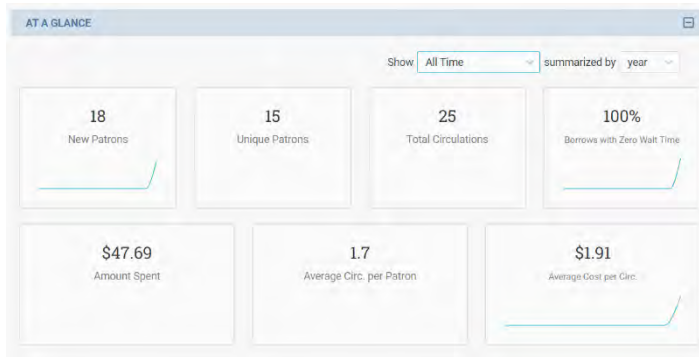 AT A GLANCE
Show All Time summarized by year
18 15 25 100%
New Patrons Unique Patrons Total Circulations Borrows with Zero Wait Time
$47.69 1.7 $1.91
Amount Spent Average Circ. per Patron Average Cost per Circ.